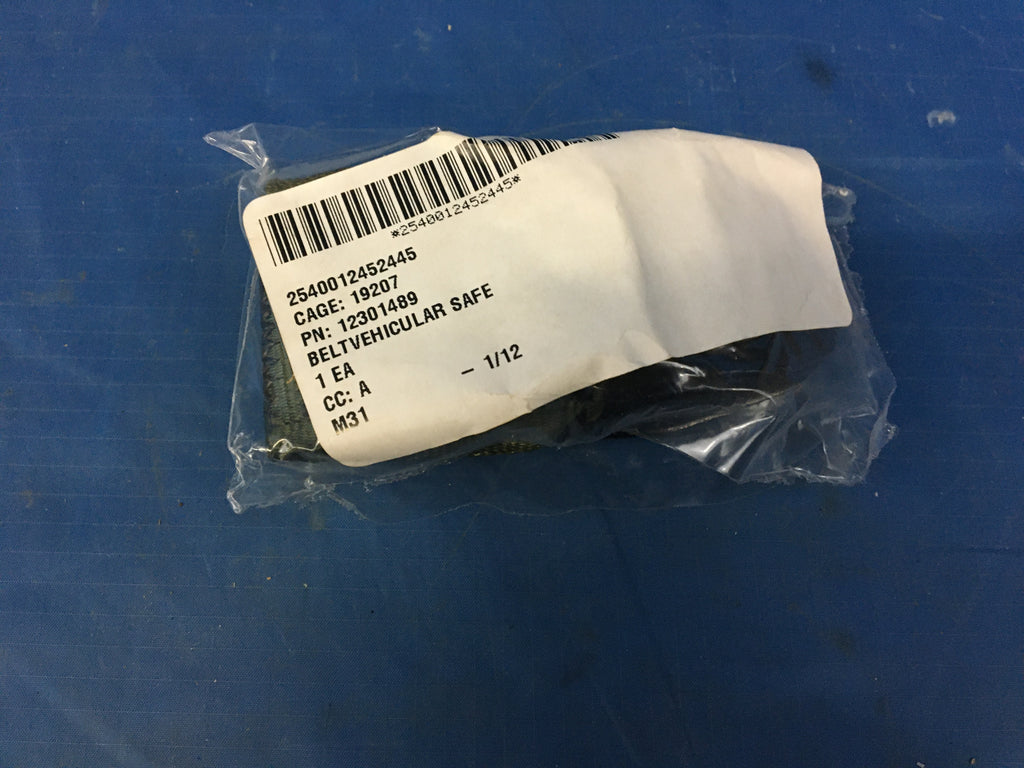 *2540012452445*
2540012452445
CAGE: 19207
PN: 12301489
BELTVEHICULAR SAFE
1 EA
CC: A – 1/12
M31